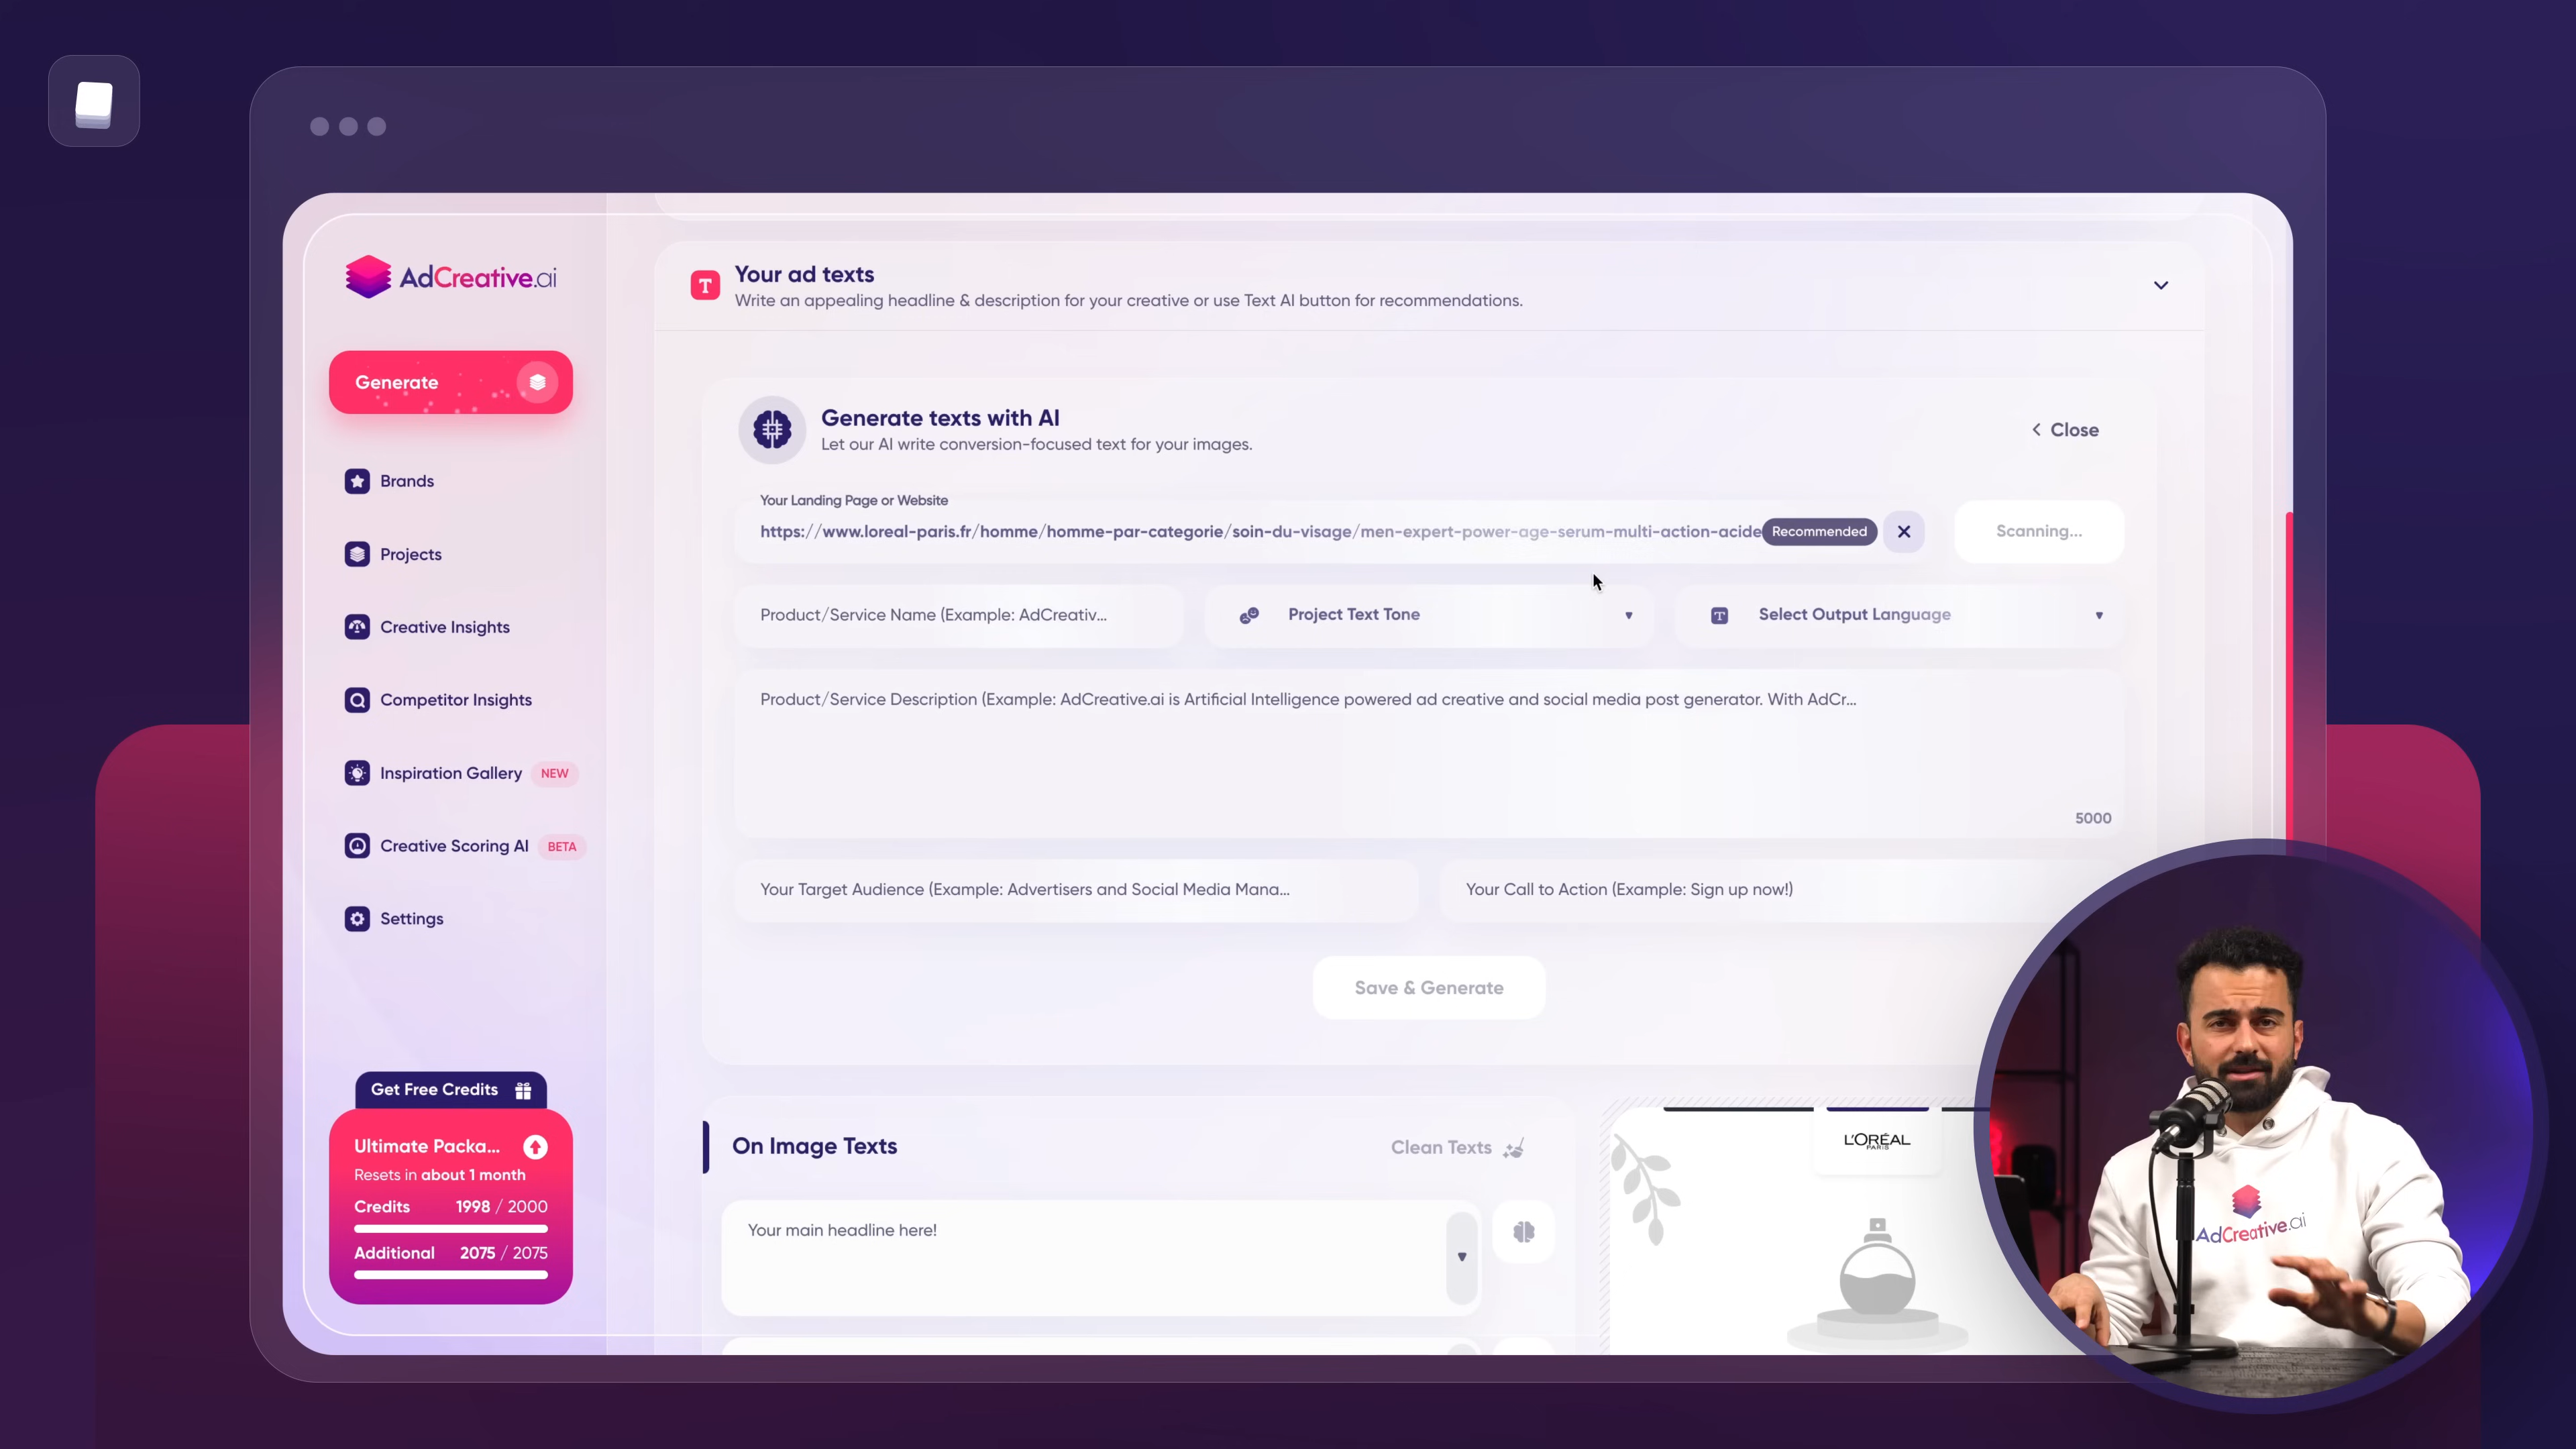 AdCreative.ai
Generate
Brands
Projects
Creative Insights
Competitor Insights
Inspiration Gallery NEW
Creative Scoring AI BETA
Settings
Get Free Credits
Ultimate Packa...
Resets in about 1 month
Credits 1998 / 2000
Additional 2075 / 2075
Your ad texts
Write an appealing headline & description for your creative or use Text AI button for recommendations.
Generate texts with AI
Let our AI write conversion-focused text for your images.
Close
Your Landing Page or Website
https://www.loreal-paris.fr/homme/homme-par-categorie/soin-du-visage/men-expert-power-age-serum-multi-action-acide
Recommended
Scanning...
Product/Service Name (Example: AdCreativ...
Project Text Tone
Select Output Language
Product/Service Description (Example: AdCreative.ai is Artificial Intelligence powered ad creative and social media post generator. With AdCr...
5000
Your Target Audience (Example: Advertisers and Social Media Mana...
Your Call to Action (Example: Sign up now!)
Save & Generate
On Image Texts
Clean Texts
Your main headline here!
L'ORÉAL
PARIS
AdCreative.ai